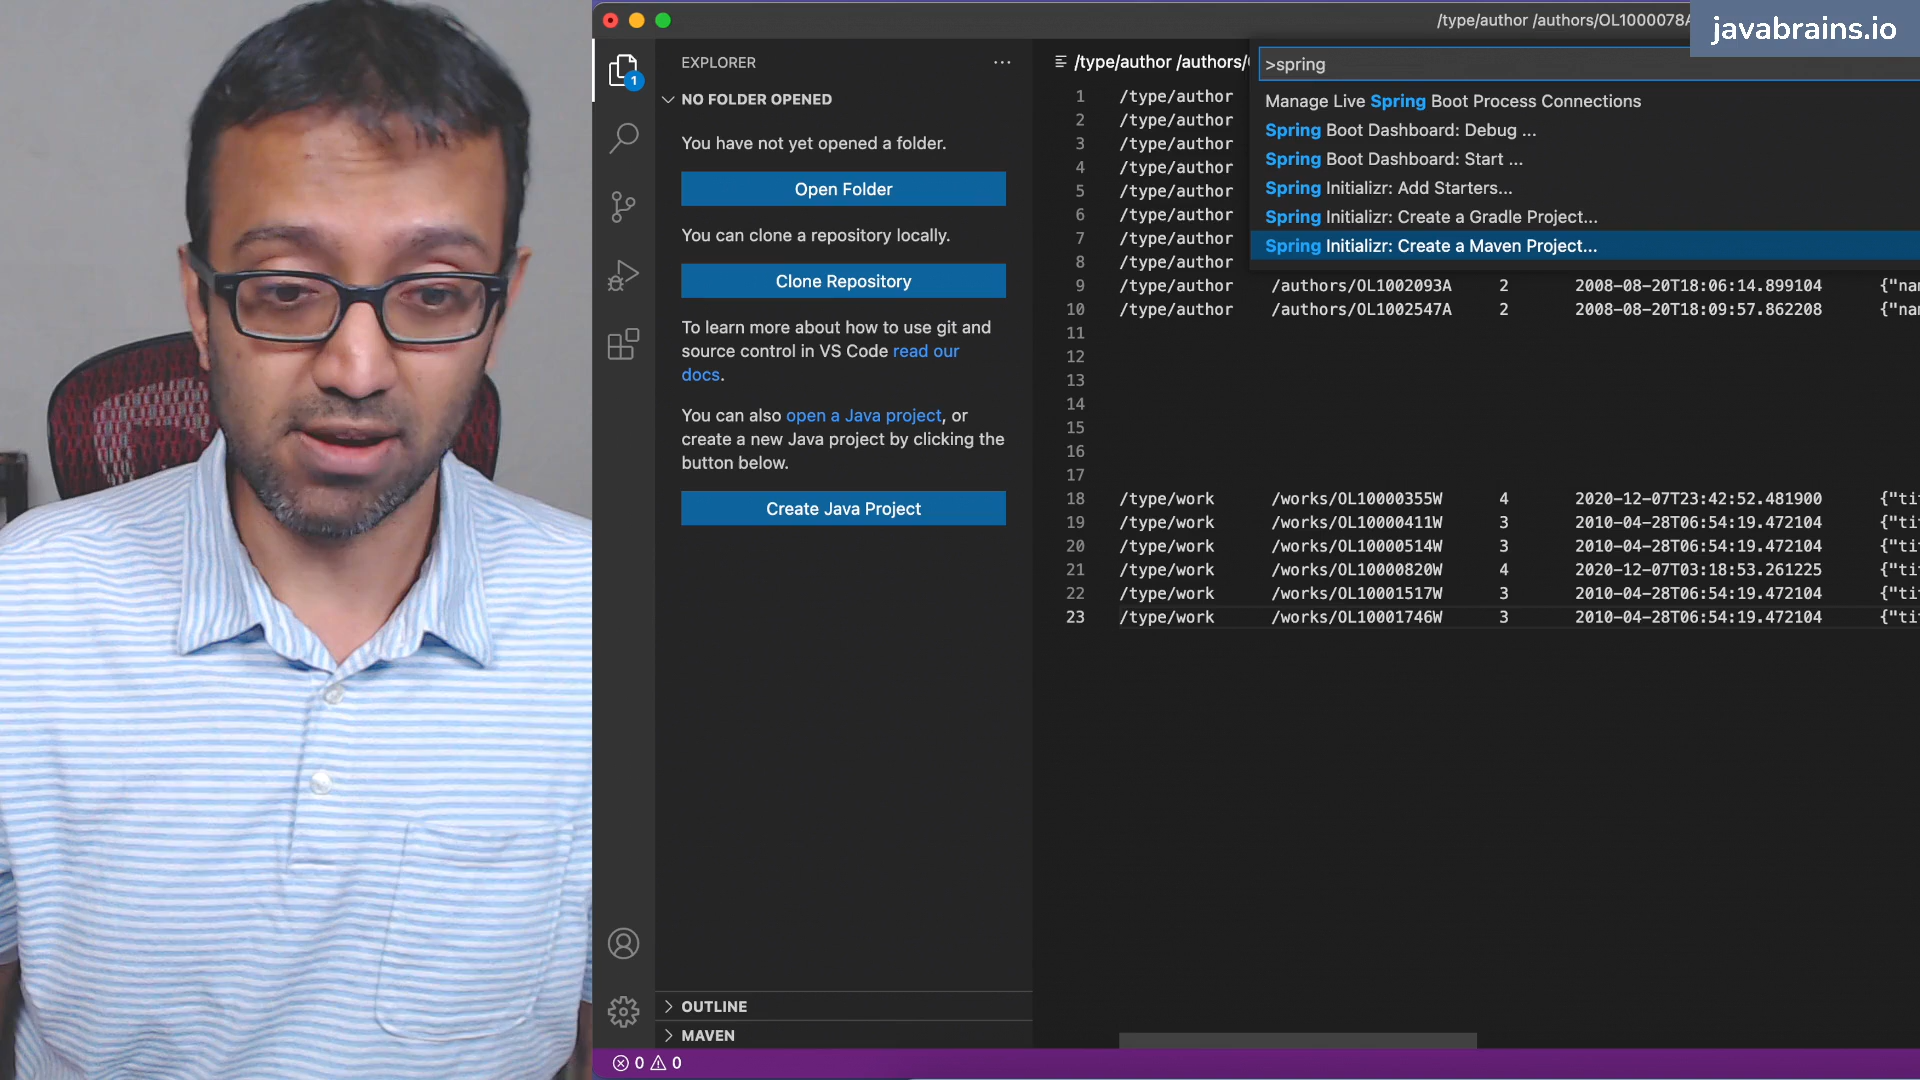 /type/author /authors/OL1000078A
javabrains.io
1
EXPLORER
NO FOLDER OPENED
You have not yet opened a folder.
Open Folder
You can clone a repository locally.
Clone Repository
To learn more about how to use git and
source control in VS Code read our
docs.
You can also open a Java project, or
create a new Java project by clicking the
button below.
Create Java Project
OUTLINE
MAVEN
0 0
/type/author /authors/
>spring
Manage Live Spring Boot Process Connections
Spring Boot Dashboard: Debug ...
Spring Boot Dashboard: Start ...
Spring Initializr: Add Starters...
Spring Initializr: Create a Gradle Project...
Spring Initializr: Create a Maven Project...
1 /type/author
2 /type/author
3 /type/author
4 /type/author
5 /type/author
6 /type/author
7 /type/author
8 /type/author
9 /type/author /authors/OL1002093A 2 2008-08-20T18:06:14.899104 {"na
10 /type/author /authors/OL1002547A 2 2008-08-20T18:09:57.862208 {"na
11
12
13
14
15
16
17
18 /type/work /works/OL10000355W 4 2020-12-07T23:42:52.481900 {"ti
19 /type/work /works/OL10000411W 3 2010-04-28T06:54:19.472104 {"ti
20 /type/work /works/OL10000514W 3 2010-04-28T06:54:19.472104 {"ti
21 /type/work /works/OL10000820W 4 2020-12-07T03:18:53.261225 {"ti
22 /type/work /works/OL10001517W 3 2010-04-28T06:54:19.472104 {"ti
23 /type/work /works/OL10001746W 3 2010-04-28T06:54:19.472104 {"ti